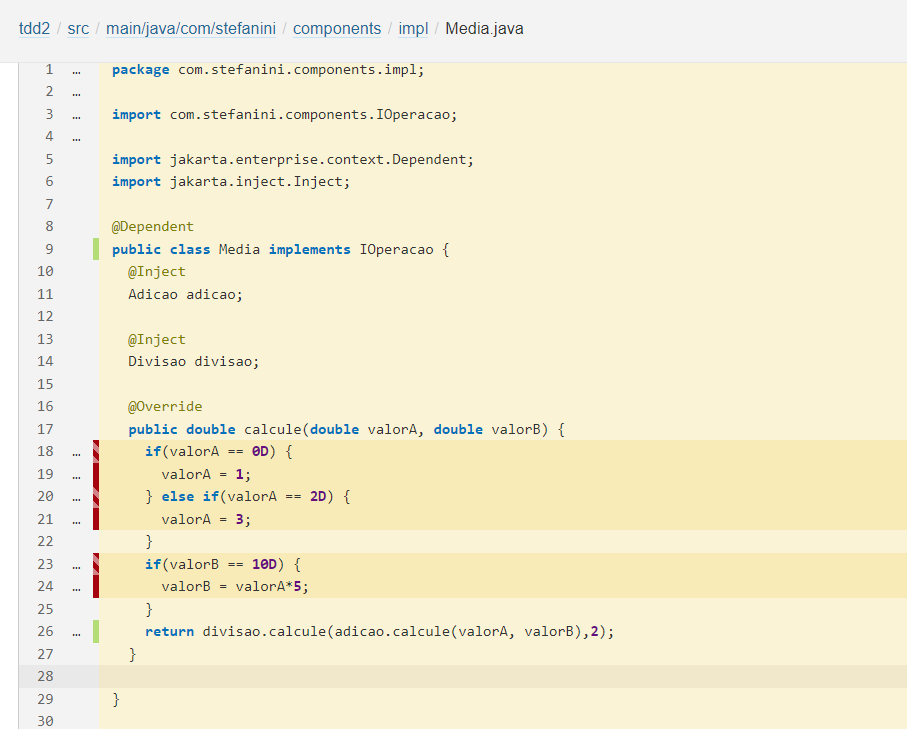 tdd2 / src / main/java/com/stefanini / components / impl / Media.java
1 … package com.stefanini.components.impl;
2 …
3 … import com.stefanini.components.IOperacao;
4 …
5 import jakarta.enterprise.context.Dependent;
6 import jakarta.inject.Inject;
7
8 @Dependent
9 public class Media implements IOperacao {
10 @Inject
11 Adicao adicao;
12
13 @Inject
14 Divisao divisao;
15
16 @Override
17 public double calcule(double valorA, double valorB) {
18 … if(valorA == 0D) {
19 … valorA = 1;
20 … } else if(valorA == 2D) {
21 … valorA = 3;
22 }
23 … if(valorB == 10D) {
24 … valorB = valorA*5;
25 }
26 … return divisao.calcule(adicao.calcule(valorA, valorB),2);
27 }
28
29 }
30